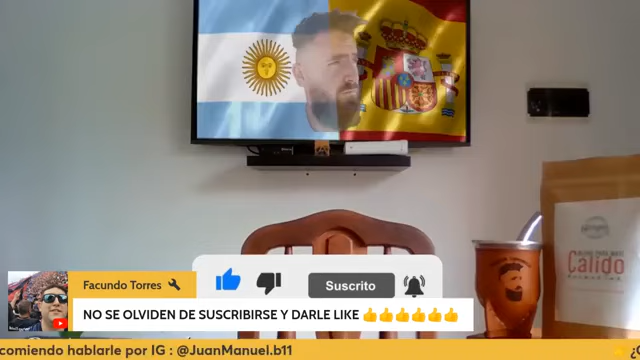 Calido
Suscrito
Facundo Torres
NO SE OLVIDEN DE SUSCRIBIRSE Y DARLE LIKE 👍👍👍👍👍👍
comiendo hablarle por IG : @JuanManuel.b11